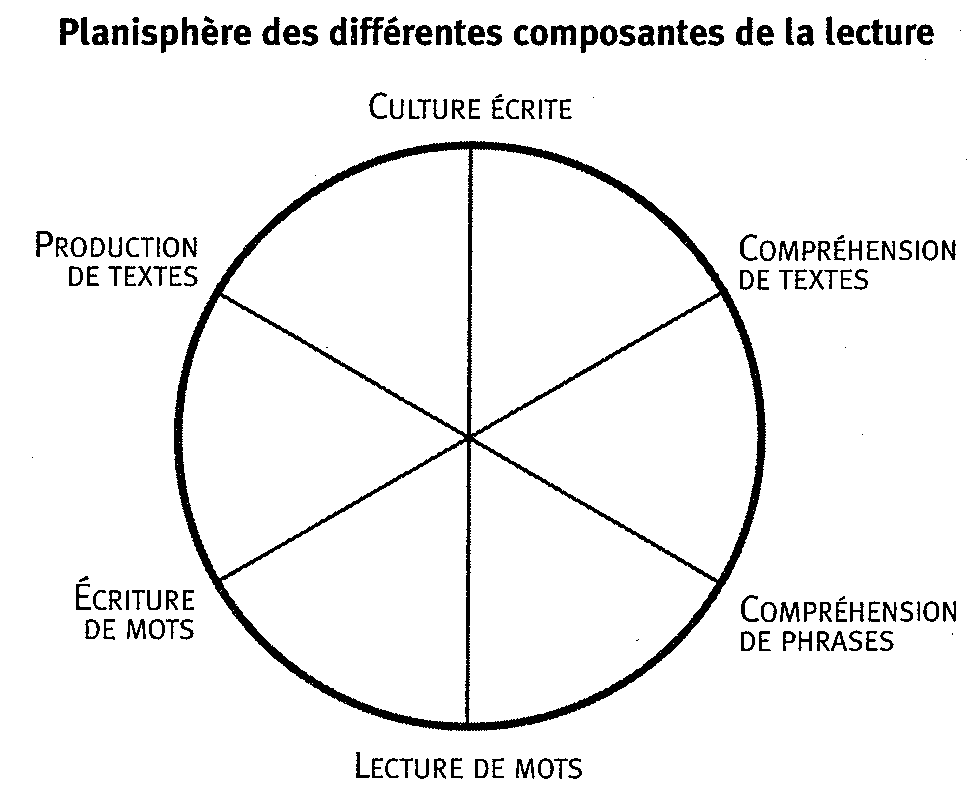 Planisphère des différentes composantes de la lecture
CULTURE ÉCRITE
PRODUCTION
DE TEXTES
COMPRÉHENSION
DE TEXTES
ÉCRITURE
DE MOTS
COMPRÉHENSION
DE PHRASES
LECTURE DE MOTS